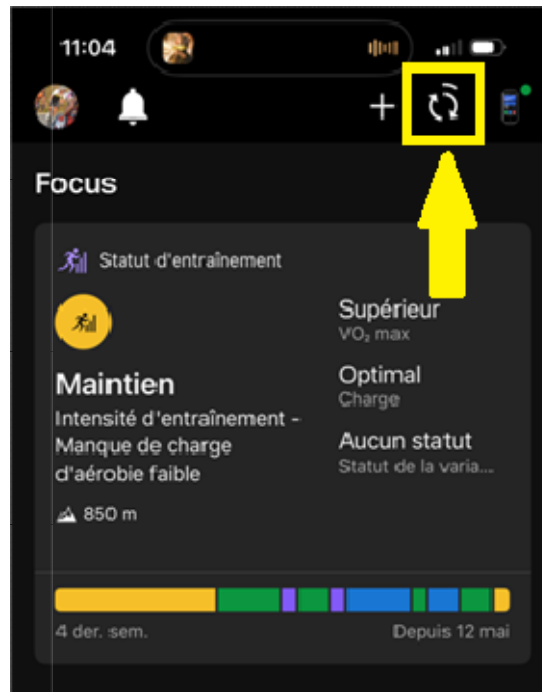 11:04
Focus
Statut d'entraînement
Maintien
Intensité d'entraînement -
Manque de charge
d'aérobie faible
850 m
Supérieur
VO₂ max
Optimal
Charge
Aucun statut
Statut de la varia...
4 der. sem.
Depuis 12 mai